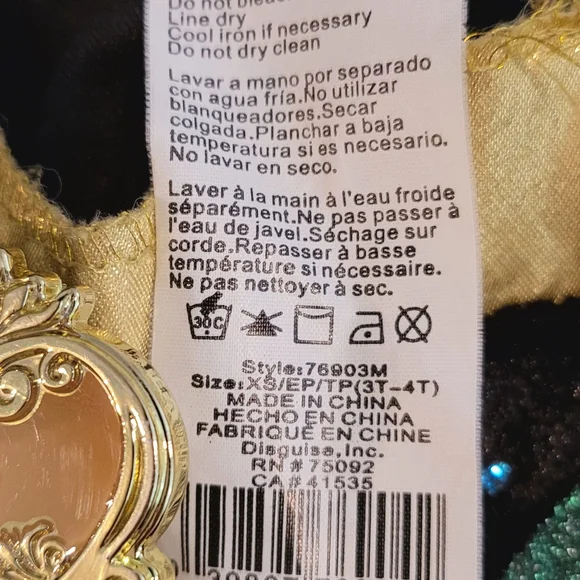 Do not
Line dry
Cool iron if necessary
Do not dry clean
Lavar a mano por separado
con agua fría.No utilizar
blanqueadores.Secar
colgada.Planchar a baja
temperatura si es necesario.
No lavar en seco.
Laver à la main à l'eau froide
séparément.Ne pas passer à
l'eau de javel.Séchage sur
corde.Repasser à basse
température si nécessaire.
Ne pas nettoyer à sec.
30C
Style:76903M
Size:XS/EP/TP(3T-4T)
MADE IN CHINA
HECHO EN CHINA
FABRIQUÉ EN CHINE
Disguise,Inc.
RN # 75092
CA# 41535